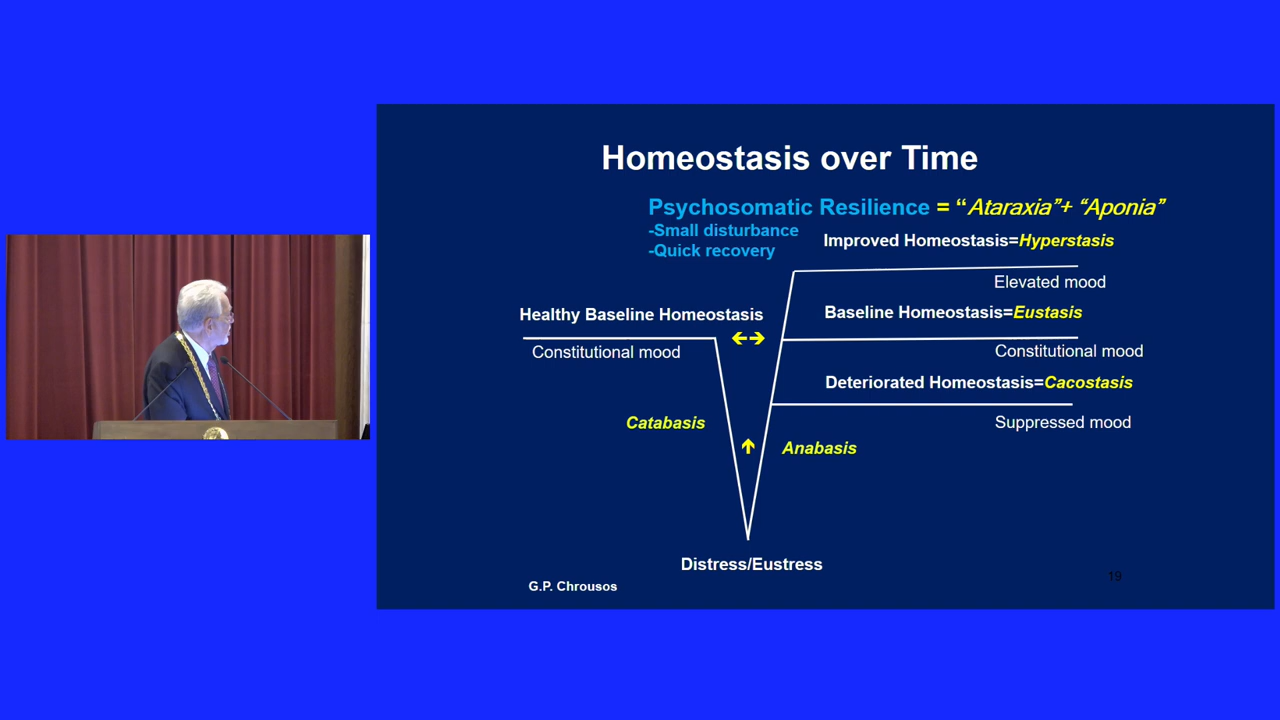 Homeostasis over Time
Psychosomatic Resilience = “Ataraxia”+ “Aponia”
-Small disturbance
-Quick recovery
Improved Homeostasis=Hyperstasis
Elevated mood
Healthy Baseline Homeostasis
Constitutional mood
Baseline Homeostasis=Eustasis
Constitutional mood
Deteriorated Homeostasis=Cacostasis
Suppressed mood
Catabasis
Anabasis
Distress/Eustress
G.P. Chrousos
19